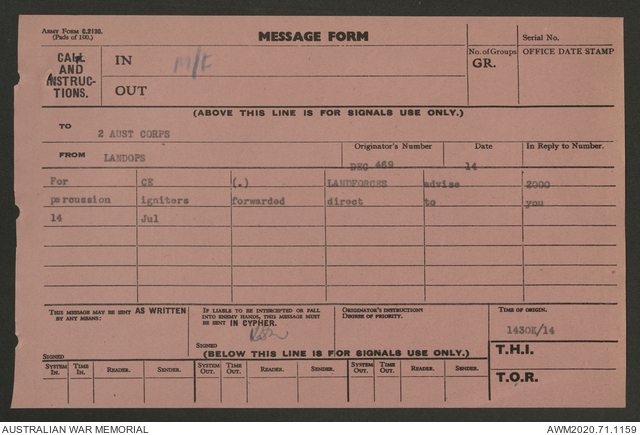 Army Form C.2136.
(Pads of 100.)
MESSAGE FORM
Serial No.
CALL AND INSTRUC- TIONS.
IN
M/F
No. of Groups
GR.
OFFICE DATE STAMP
OUT
(ABOVE THIS LINE IS FOR SIGNALS USE ONLY.)
TO
2 AUST CORPS
FROM
LANDOPS
Originator's Number
469
Date
14
In Reply to Number.
For CE (.) LANDFORCES advise 2000
percussion igniters forwarded direct to you
14 Jul
This message may be sent AS WRITTEN
by any means:
Signed
If liable to be intercepted or fall
into enemy hands, this message must
be sent IN CYPHER.
Signed
Originator's Instructions
Degree of Priority.
Time of Origin.
1430K/14
(BELOW THIS LINE IS FOR SIGNALS USE ONLY.)
T.H.I.
System In. Time In. Reader. Sender. System Out. Time Out. Reader. Sender. System Out. Time Out. Reader. Sender.
T.O.R.
AUSTRALIAN WAR MEMORIAL
AWM2020.71.1159